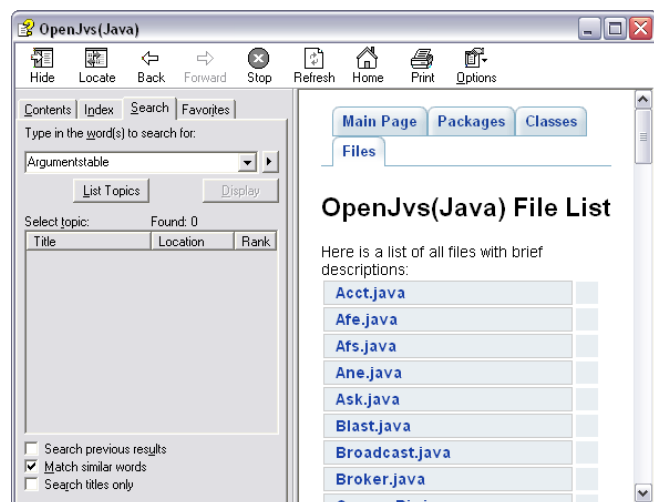 OpenJvs(Java)
Hide Locate Back Forward Stop Refresh Home Print Options
Contents Index Search Favorites
Type in the word(s) to search for:
Argumentstable
List Topics Display
Select topic: Found: 0
Title Location Rank
Search previous results
Match similar words
Search titles only
Main Page Packages Classes
Files
OpenJvs(Java) File List
Here is a list of all files with brief
descriptions:
Acct.java
Afe.java
Afs.java
Ane.java
Ask.java
Blast.java
Broadcast.java
Broker.java